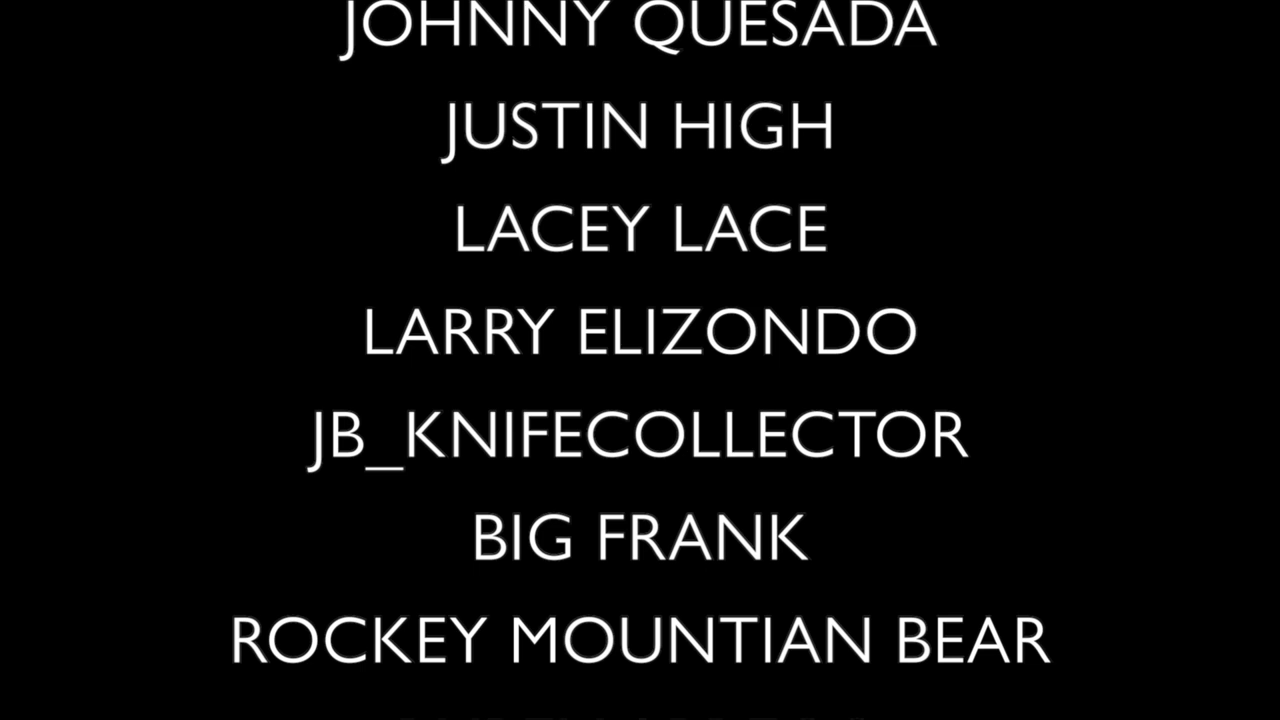 JOHNNY QUESADA
JUSTIN HIGH
LACEY LACE
LARRY ELIZONDO
JB_KNIFECOLLECTOR
BIG FRANK
ROCKEY MOUNTIAN BEAR